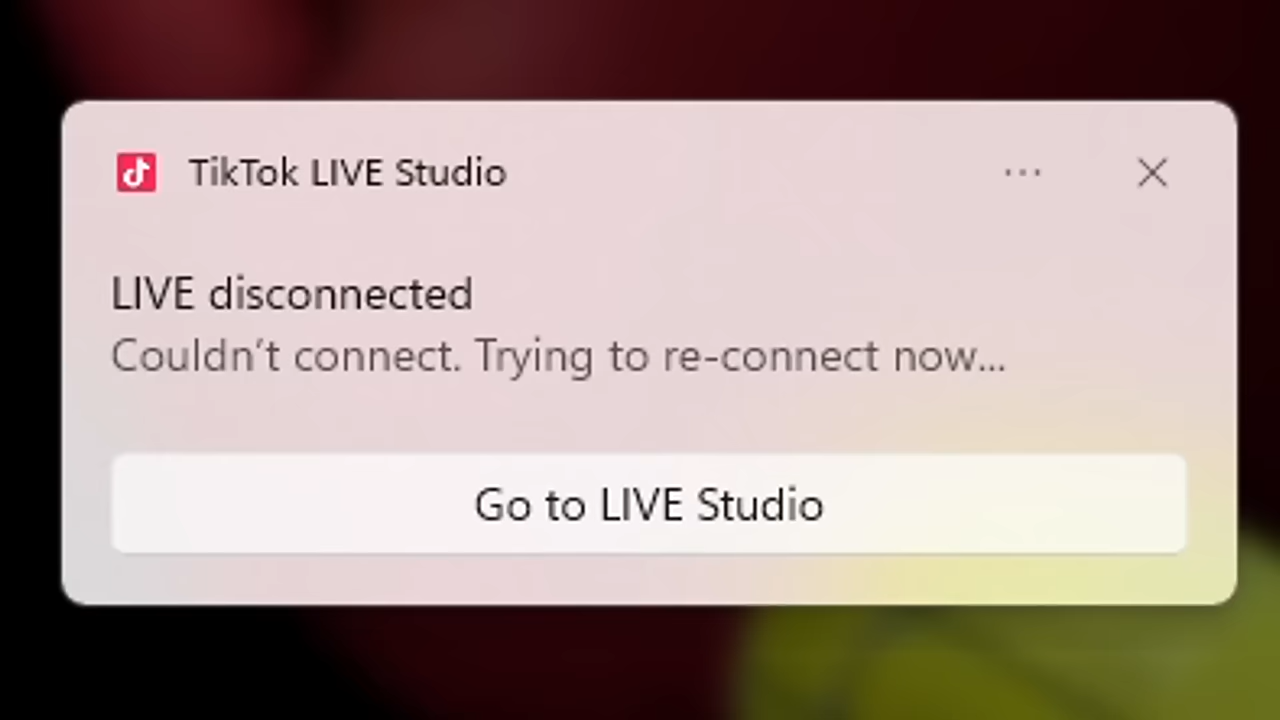 TikTok LIVE Studio
LIVE disconnected
Couldn’t connect. Trying to re-connect now...
Go to LIVE Studio